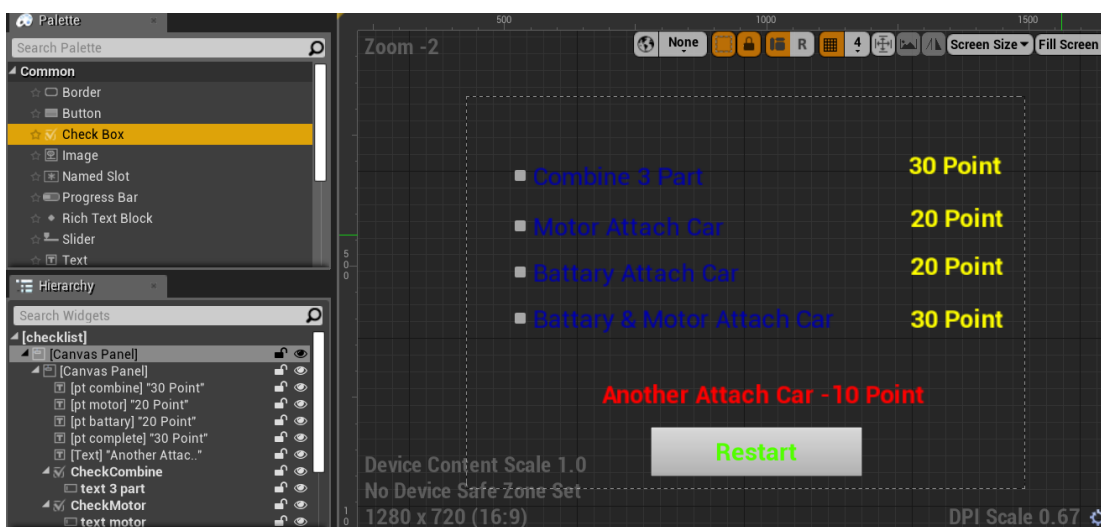 Palette
Search Palette
Common
Border
Button
Check Box
Image
Named Slot
Progress Bar
Rich Text Block
Slider
Text
Hierarchy
Search Widgets
[checklist]
[Canvas Panel]
[Canvas Panel]
[pt combine] "30 Point"
[pt motor] "20 Point"
[pt battary] "20 Point"
[pt complete] "30 Point"
[Text] "Another Attac.."
CheckCombine
text 3 part
CheckMotor
text motor
500 1000 1500
Zoom -2
None R 4 Screen Size Fill Screen
50
Combine 3 Part 30 Point
Motor Attach Car 20 Point
Battary Attach Car 20 Point
Battary & Motor Attach Car 30 Point
Another Attach Car -10 Point
Restart
Device Content Scale 1.0
No Device Safe Zone Set
1280 x 720 (16:9) DPI Scale 0.67